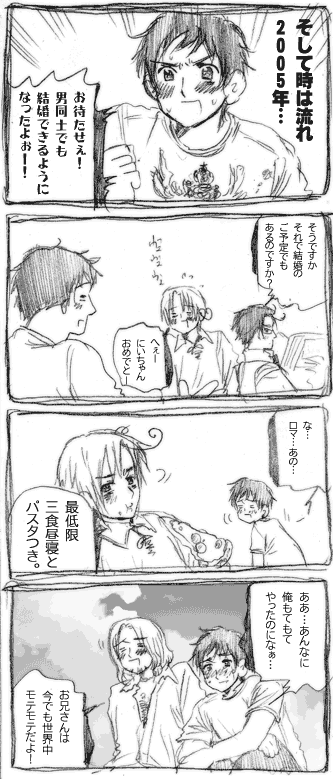 そして時は流れ
2005年…
お待たせぇ!
男同士でも
結婚できるように
なったよぉー!
そうですか
それで結婚の
ご予定でも
あるのですか?
へぇー
にいちゃん
おめでとー
な…
ロマ…あの…
最低限
三食昼寝と
パスタつき。
ああ…あんなに
俺もてもて
やったのになぁ…
お兄さんは
今でも世界中
モテモテだよ!